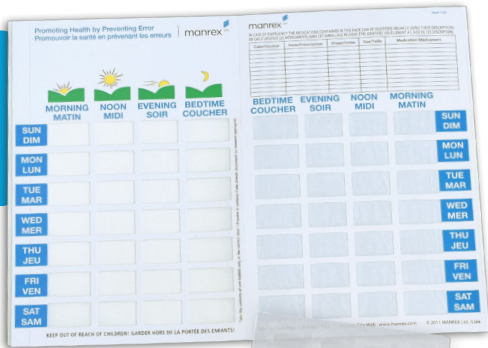 Promoting Health by Preventing Error
Promouvoir la santé en prévenant les erreurs
manrex
MORNING
MATIN
NOON
MIDI
EVENING
SOIR
BEDTIME
COUCHER
SUN
DIM
MON
LUN
TUE
MAR
WED
MER
THU
JEU
FRI
VEN
SAT
SAM
KEEP OUT OF REACH OF CHILDREN! GARDER HORS DE LA PORTÉE DES ENFANTS!
manrex
BEDTIME
COUCHER
EVENING
SOIR
NOON
MIDI
MORNING
MATIN
SUN
DIM
MON
LUN
TUE
MAR
WED
MER
THU
JEU
FRI
VEN
SAT
SAM
www.manrex.com © 2011 MANREX Ltd.